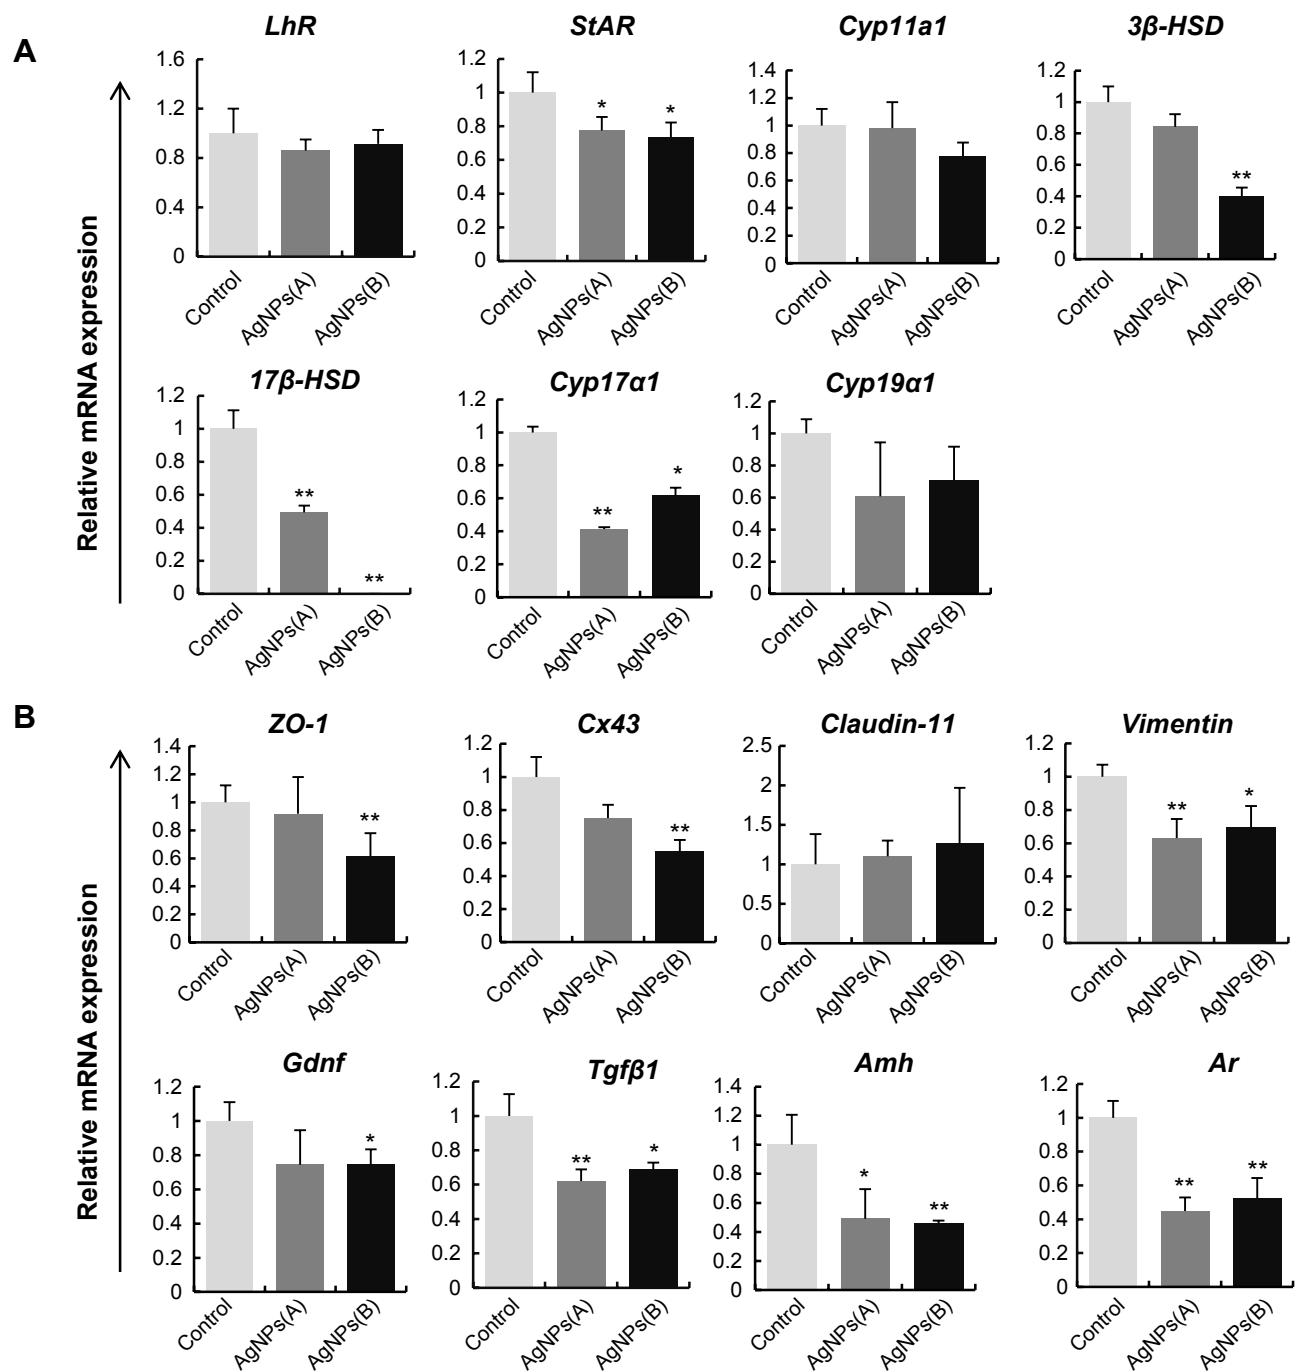 A
Relative mRNA expression
LhR
1.6
1.2
0.8
0.4
0
Control
AgNPs(A)
AgNPs(B)
StAR
1.2
1
0.8
0.6
0.4
0.2
0
*
*
Control
AgNPs(A)
AgNPs(B)
Cyp11a1
1.4
1.2
1
0.8
0.6
0.4
0.2
0
Control
AgNPs(A)
AgNPs(B)
3β-HSD
1.2
1
0.8
0.6
0.4
0.2
0
**
Control
AgNPs(A)
AgNPs(B)
17β-HSD
1.2
1
0.8
0.6
0.4
0.2
0
**
**
Control
AgNPs(A)
AgNPs(B)
Cyp17α1
1.2
1
0.8
0.6
0.4
0.2
0
**
*
Control
AgNPs(A)
AgNPs(B)
Cyp19α1
1.2
1
0.8
0.6
0.4
0.2
0
Control
AgNPs(A)
AgNPs(B)
B
Relative mRNA expression
ZO-1
1.4
1.2
1
0.8
0.6
0.4
0.2
0
**
Control
AgNPs(A)
AgNPs(B)
Cx43
1.2
1
0.8
0.6
0.4
0.2
0
**
Control
AgNPs(A)
AgNPs(B)
Claudin-11
2.5
2
1.5
1
0.5
0
Control
AgNPs(A)
AgNPs(B)
Vimentin
1.2
1
0.8
0.6
0.4
0.2
0
**
*
Control
AgNPs(A)
AgNPs(B)
Gdnf
1.2
1
0.8
0.6
0.4
0.2
0
*
Control
AgNPs(A)
AgNPs(B)
Tgfβ1
1.2
1
0.8
0.6
0.4
0.2
0
**
*
Control
AgNPs(A)
AgNPs(B)
Amh
1.4
1.2
1
0.8
0.6
0.4
0.2
0
*
**
Control
AgNPs(A)
AgNPs(B)
Ar
1.2
1
0.8
0.6
0.4
0.2
0
**
**
Control
AgNPs(A)
AgNPs(B)